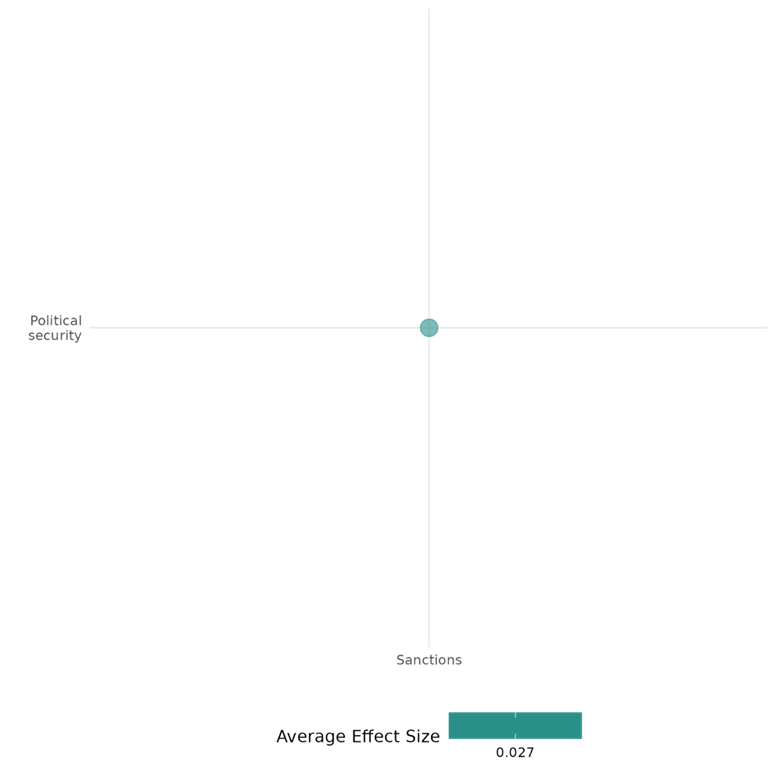 Political
security
Sanctions
Average Effect Size
0.027